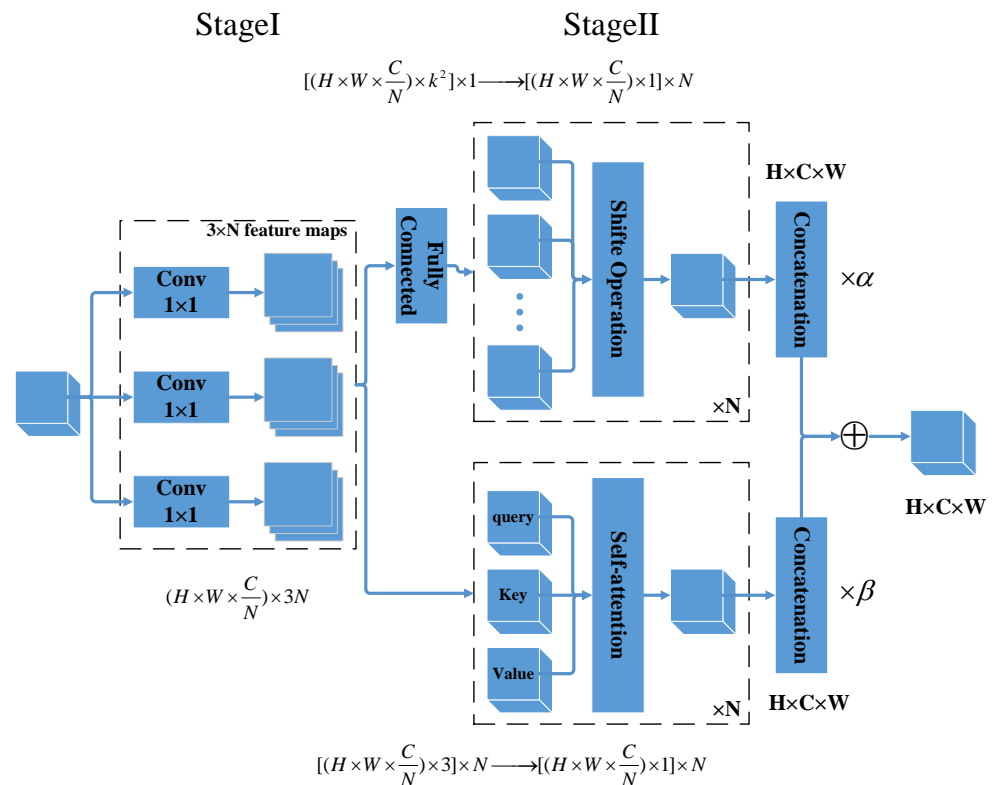 StageI
StageII
[(H×W×C/N)×k²]×1⟶[(H×W×C/N)×1]×N
3×N feature maps
Conv
1×1
Conv
1×1
Conv
1×1
(H×W×C/N)×3N
Fully
Connected
Shifte Operation
×N
H×C×W
Concatenation
×α
query
Key
Value
Self-attention
×N
Concatenation
×β
H×C×W
H×C×W
[(H×W×C/N)×3]×N⟶[(H×W×C/N)×1]×N